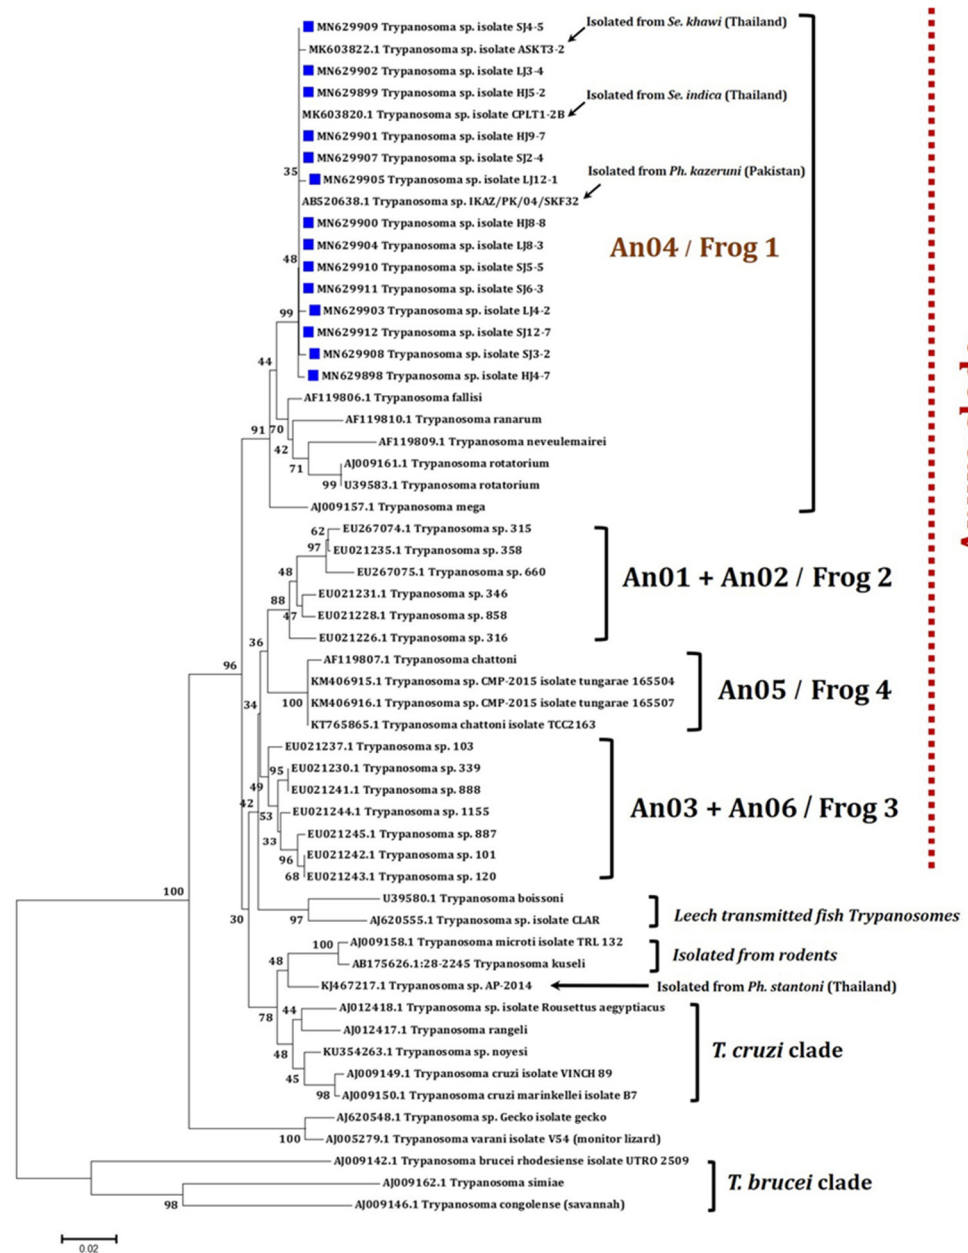 MN629909 Trypanosoma sp. isolate SJ4-5
Isolated from Se. khawi (Thailand)
MK603822.1 Trypanosoma sp. isolate ASKT3-2
MN629902 Trypanosoma sp. isolate LJ3-4
MN629899 Trypanosoma sp. isolate HJ5-2
Isolated from Se. indica (Thailand)
MK603820.1 Trypanosoma sp. isolate CPLT1-2B
MN629901 Trypanosoma sp. isolate HJ9-7
MN629907 Trypanosoma sp. isolate SJ2-4
35
MN629905 Trypanosoma sp. isolate LJ12-1
Isolated from Ph. kazeruni (Pakistan)
AB520638.1 Trypanosoma sp. IKAZ/PK/04/SKF32
MN629900 Trypanosoma sp. isolate HJ8-8
MN629904 Trypanosoma sp. isolate LJ8-3
An04 / Frog 1
48
MN629910 Trypanosoma sp. isolate SJ5-5
MN629911 Trypanosoma sp. isolate SJ6-3
99
MN629903 Trypanosoma sp. isolate LJ4-2
MN629912 Trypanosoma sp. isolate SJ12-7
MN629908 Trypanosoma sp. isolate SJ3-2
44
MN629898 Trypanosoma sp. isolate HJ4-7
AF119806.1 Trypanosoma fallisi
AF119810.1 Trypanosoma ranarum
91
70
AF119809.1 Trypanosoma neveulemairei
42
AJ009161.1 Trypanosoma rotatorium
71
99
U39583.1 Trypanosoma rotatorium
AJ009157.1 Trypanosoma mega
62
EU267074.1 Trypanosoma sp. 315
97
EU021235.1 Trypanosoma sp. 358
48
EU267075.1 Trypanosoma sp. 660
An01 + An02 / Frog 2
EU021231.1 Trypanosoma sp. 346
88
47
EU021228.1 Trypanosoma sp. 858
EU021226.1 Trypanosoma sp. 316
36
96
AF119807.1 Trypanosoma chattoni
KM406915.1 Trypanosoma sp. CMP-2015 isolate tungarae 165504
An05 / Frog 4
34
100
KM406916.1 Trypanosoma sp. CMP-2015 isolate tungarae 165507
KT765865.1 Trypanosoma chattoni isolate TCC2163
EU021237.1 Trypanosoma sp. 103
95
EU021230.1 Trypanosoma sp. 339
49
EU021241.1 Trypanosoma sp. 888
42
53
EU021244.1 Trypanosoma sp. 1155
An03 + An06 / Frog 3
33
EU021245.1 Trypanosoma sp. 887
96
EU021242.1 Trypanosoma sp. 101
68
EU021243.1 Trypanosoma sp. 120
100
U39580.1 Trypanosoma boissoni
30
97
AJ620555.1 Trypanosoma sp. isolate CLAR
Leech transmitted fish Trypanosomes
100
AJ009158.1 Trypanosoma microti isolate TRL 132
48
AB175626.1:28-2245 Trypanosoma kuseli
Isolated from rodents
KJ467217.1 Trypanosoma sp. AP-2014
Isolated from Ph. stantoni (Thailand)
78
44
AJ012418.1 Trypanosoma sp. isolate Rousettus aegyptiacus
AJ012417.1 Trypanosoma rangeli
48
KU354263.1 Trypanosoma sp. noyesi
T. cruzi clade
45
AJ009149.1 Trypanosoma cruzi isolate VINCH 89
98
AJ009150.1 Trypanosoma cruzi marinkellei isolate B7
AJ620548.1 Trypanosoma sp. Gecko isolate gecko
100
AJ005279.1 Trypanosoma varani isolate V54 (monitor lizard)
AJ009142.1 Trypanosoma brucei rhodesiense isolate UTRO 2509
AJ009162.1 Trypanosoma simiae
T. brucei clade
98
AJ009146.1 Trypanosoma congolense (savannah)
0.02